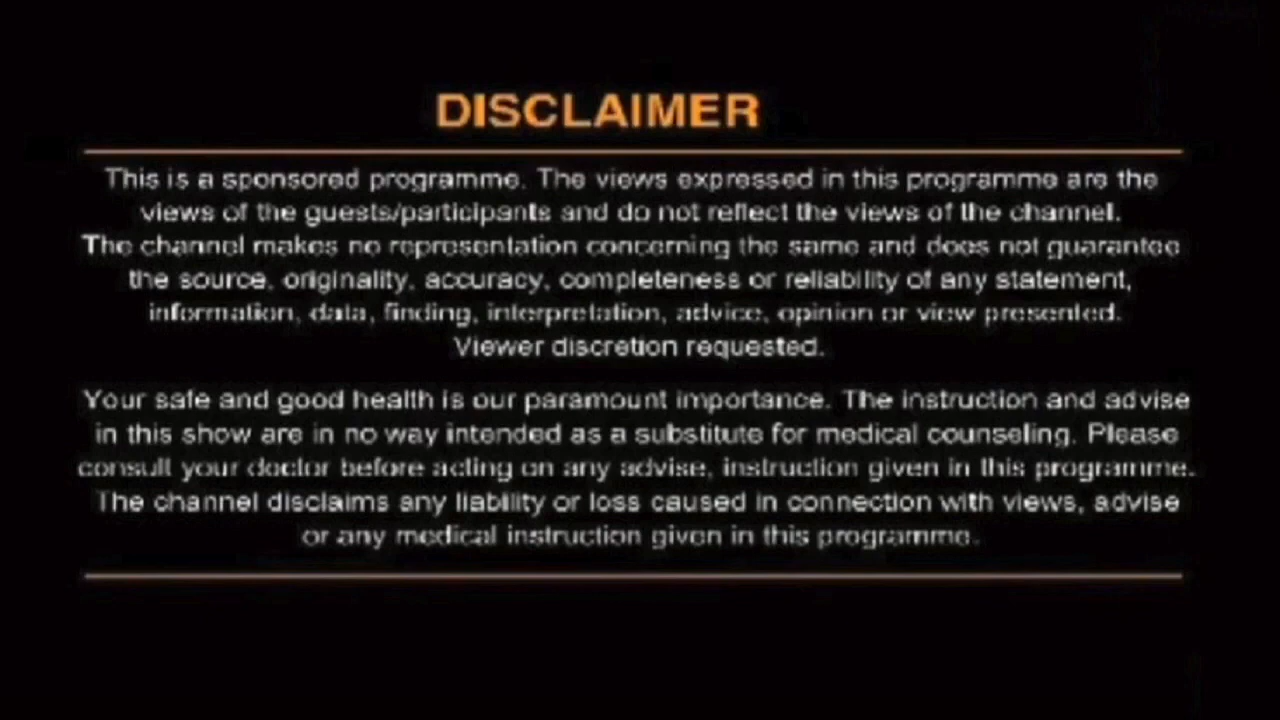 DISCLAIMER
This is a sponsored programme. The views expressed in this programme are the
views of the guests/participants and do not reflect the views of the channel.
The channel makes no representation concerning the same and does not guarantee
the source, originality, accuracy, completeness or reliability of any statement,
information, data, finding, interpretation, advice, opinion or view presented.
Viewer discretion requested.
Your safe and good health is our paramount importance. The instruction and advise
in this show are in no way intended as a substitute for medical counseling. Please
consult your doctor before acting on any advise, instruction given in this programme.
The channel disclaims any liability or loss caused in connection with views, advise
or any medical instruction given in this programme.